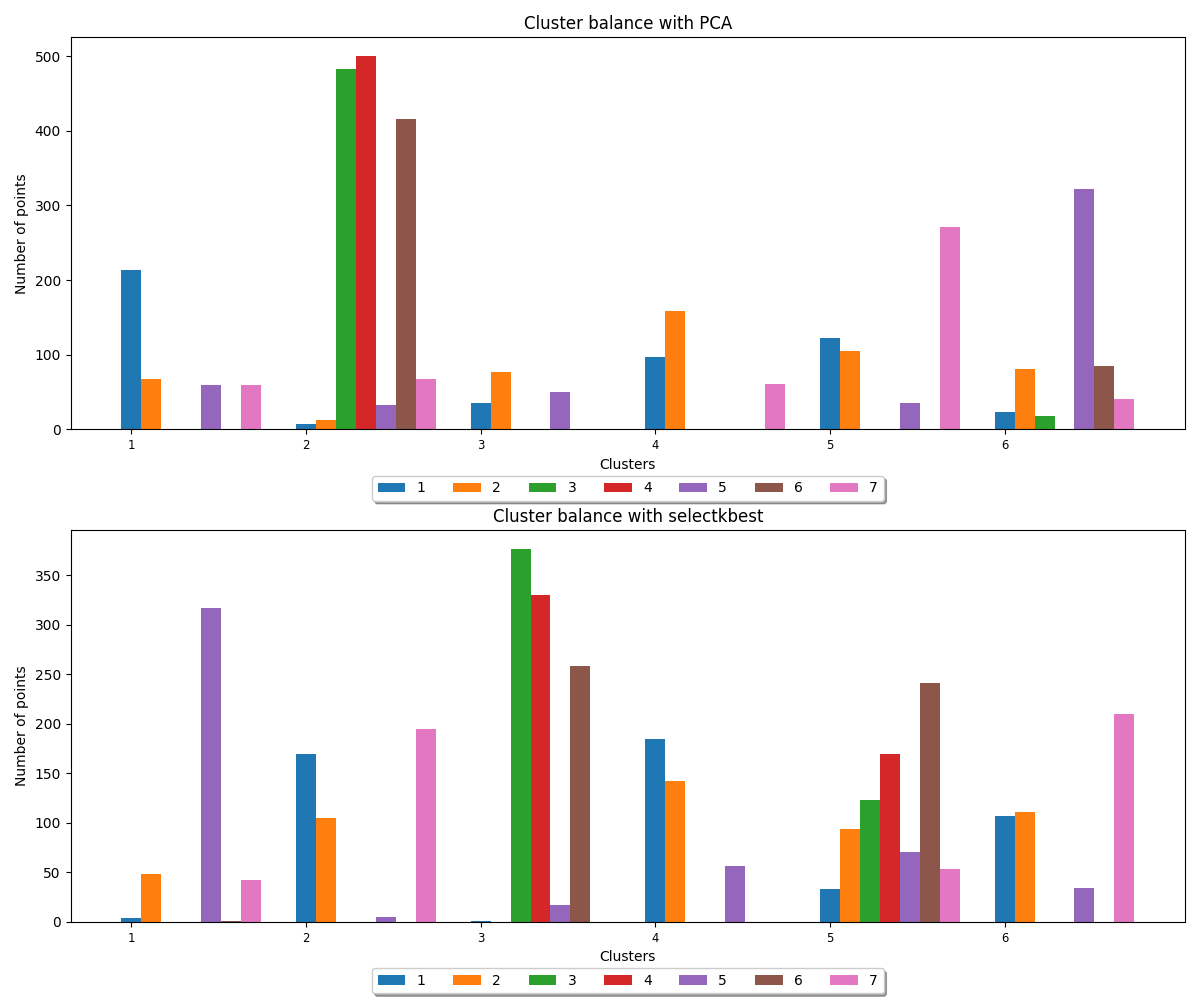 Cluster balance with PCA
500
400
300
200
100
0
Number of points
1 2 3 4 5 6
Clusters
1 2 3 4 5 6 7
Cluster balance with selectkbest
350
300
250
200
150
100
50
0
Number of points
1 2 3 4 5 6
Clusters
1 2 3 4 5 6 7